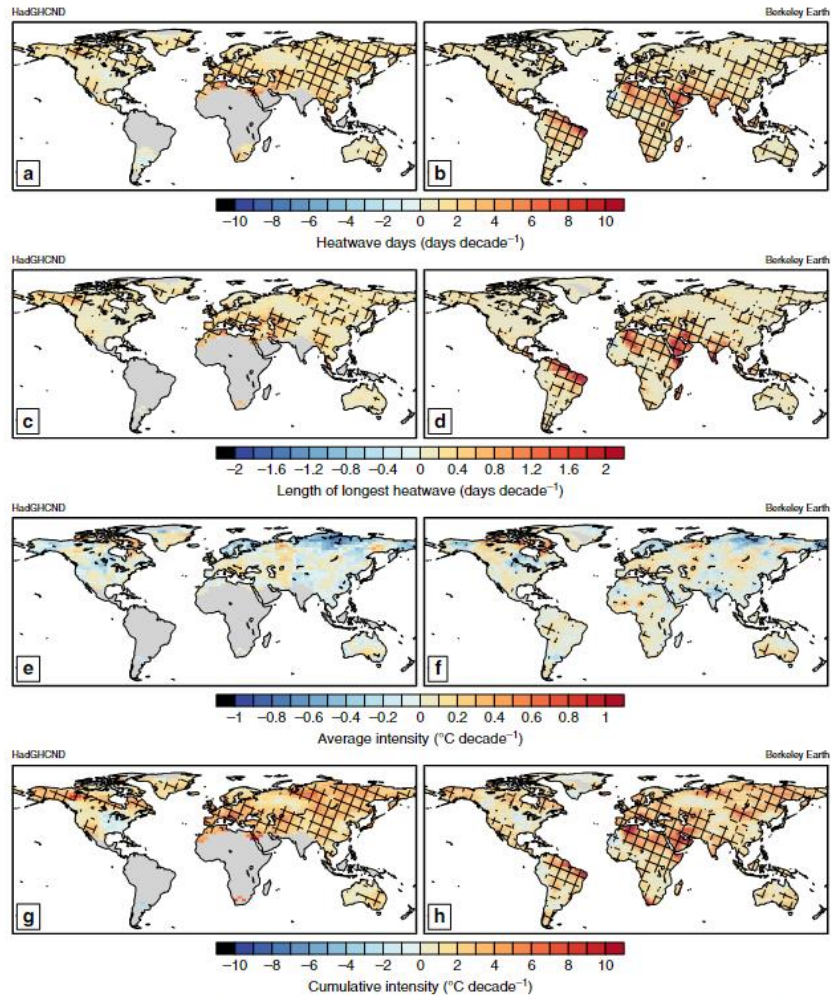 HadGHCND Berkeley Earth
a b
−10 −8 −6 −4 −2 0 2 4 6 8 10
Heatwave days (days decade⁻¹)
HadGHCND Berkeley Earth
c d
−2 −1.6 −1.2 −0.8 −0.4 0 0.4 0.8 1.2 1.6 2
Length of longest heatwave (days decade⁻¹)
HadGHCND Berkeley Earth
e f
−1 −0.8 −0.6 −0.4 −0.2 0 0.2 0.4 0.6 0.8 1
Average intensity (°C decade⁻¹)
HadGHCND Berkeley Earth
g h
−10 −8 −6 −4 −2 0 2 4 6 8 10
Cumulative intensity (°C decade⁻¹)